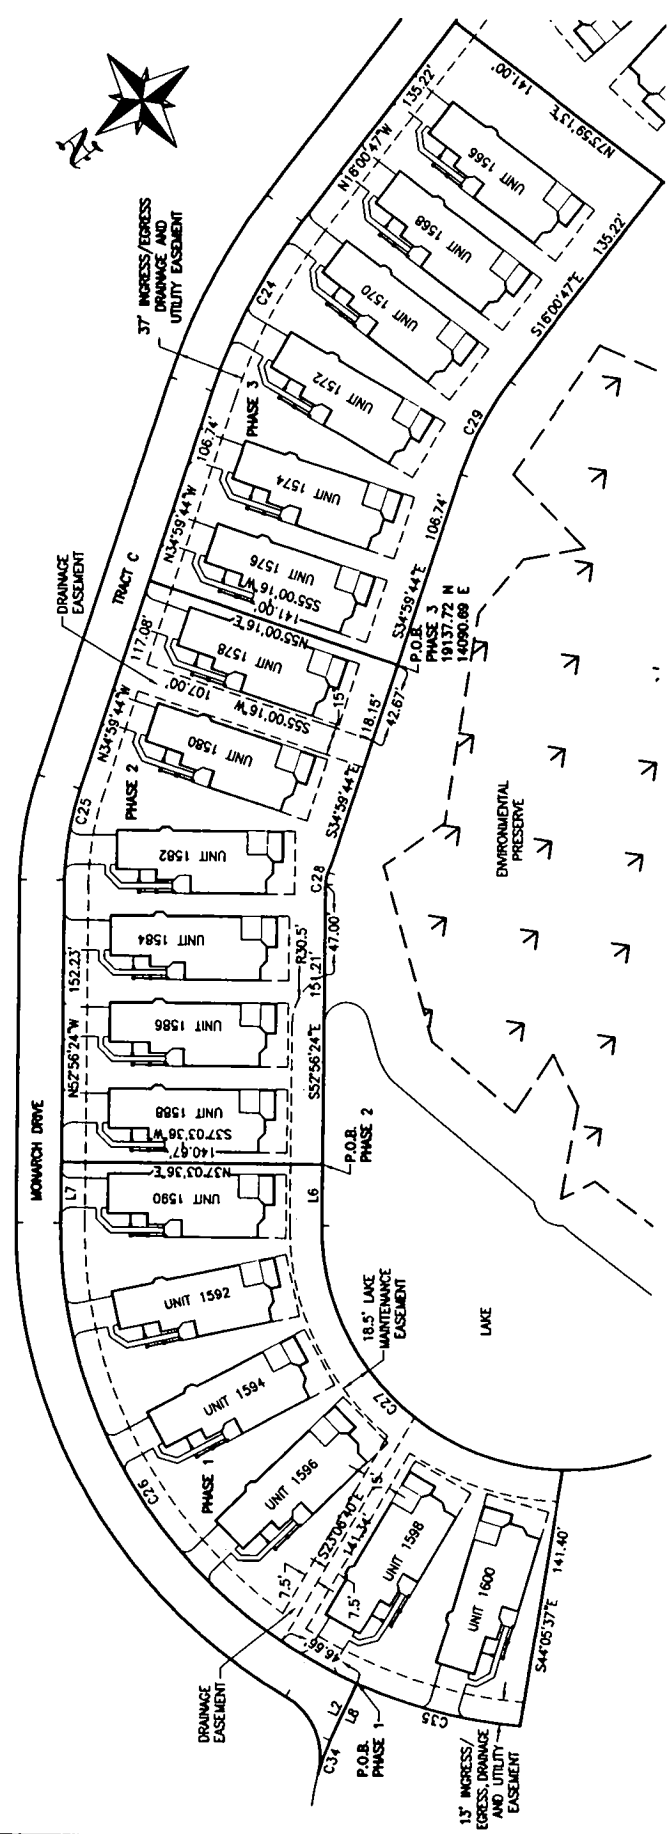 N
141.00'
N73°59'13"E
135.22'
N16°00'47"W
UNIT 1566
135.22'
S16°00'47"E
UNIT 1568
37' INGRESS/EGRESS
DRAINAGE AND
UTILITY EASEMENT
C24
UNIT 1570
UNIT 1572
C29
PHASE 3
106.74'
N34°59'44"W
UNIT 1574
106.74'
S34°59'44"E
UNIT 1576
S55°00'16"W
141.00'
N55°00'16"E
P.O.B.
PHASE 3
19137.72 N
14090.69 E
DRAINAGE
EASEMENT
TRACT C
117.08'
N34°59'44"W
UNIT 1578
107.00'
S55°00'16"W
15'
118.15'
42.67'
S34°59'44"E
UNIT 1580
PHASE 2
C25
UNIT 1582
C28
ENVIRONMENTAL
PRESERVE
UNIT 1584
R30.5'
47.00'
152.23'
N52°56'24"W
151.21'
S52°56'24"E
UNIT 1586
UNIT 1588
S37°03'36"W
140.67'
N37°03'36"E
P.O.B.
PHASE 2
MONARCH DRIVE
L7
UNIT 1590
L6
UNIT 1592
18.5' LAKE
MAINTENANCE
EASEMENT
LAKE
UNIT 1594
C27
C26
PHASE 1
UNIT 1596
7.5'
S23°06'40"E
141.34'
5'
7.5'
UNIT 1598
UNIT 1600
141.40'
S44°05'37"E
DRAINAGE
EASEMENT
46.66'
L2
L8
C34
P.O.B.
PHASE 1
C35
13' INGRESS/
EGRESS, DRAINAGE
AND UTILITY
EASEMENT